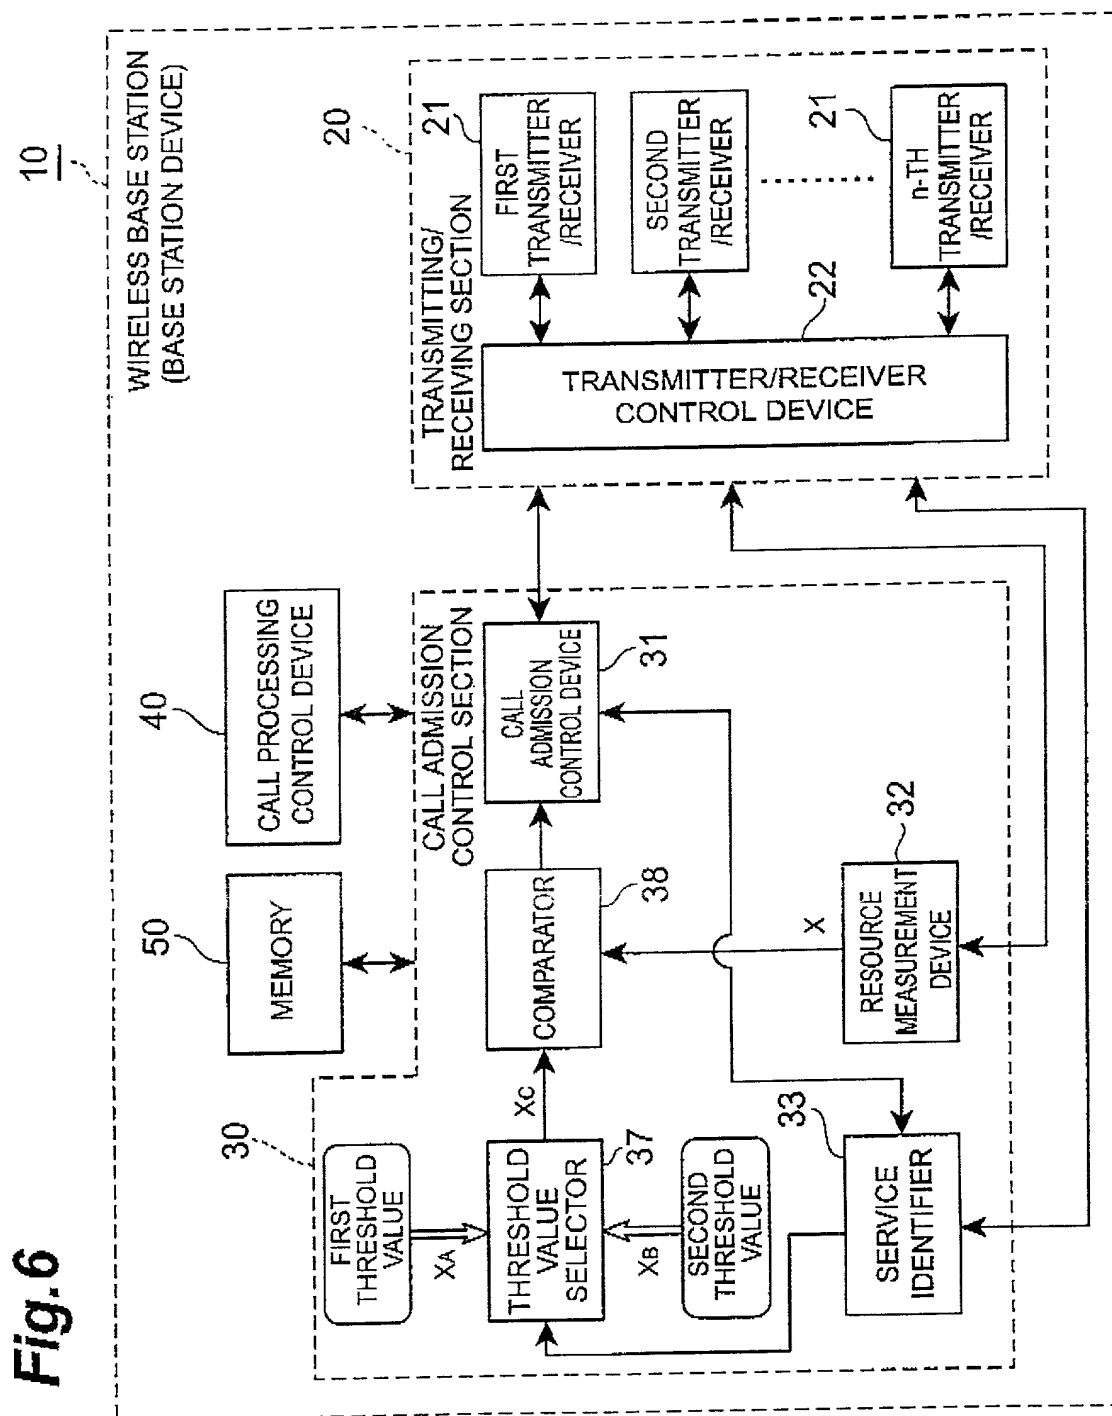 Fig.6
10
WIRELESS BASE STATION
(BASE STATION DEVICE)
50
MEMORY
40
CALL PROCESSING
CONTROL DEVICE
30
FIRST
THRESHOLD
VALUE
XA
THRESHOLD
VALUE
SELECTOR
37
XB
SECOND
THRESHOLD
VALUE
XC
COMPARATOR
38
CALL ADMISSION
CONTROL SECTION
CALL
ADMISSION
CONTROL DEVICE
31
X
RESOURCE
MEASUREMENT
DEVICE
32
33
SERVICE
IDENTIFIER
20
TRANSMITTING/
RECEIVING SECTION
TRANSMITTER/RECEIVER
CONTROL DEVICE
22
FIRST
TRANSMITTER
/RECEIVER
21
SECOND
TRANSMITTER
/RECEIVER
n-TH
TRANSMITTER
/RECEIVER
21